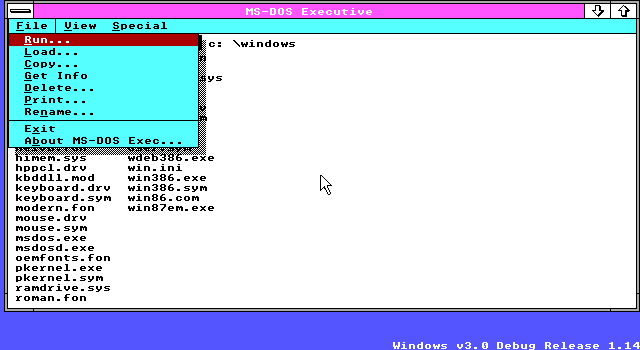 MS-DOS Executive
File View Special
Run...
Load...
Copy...
Get Info
Delete...
Print...
Rename...
Exit
About MS-DOS Exec...
c: \windows
sys
himem.sys wdeb386.exe
hppcl.drv win.ini
kbddll.mod win386.exe
keyboard.drv win386.sym
keyboard.sym win86.com
modern.fon win87em.exe
mouse.drv
mouse.sym
msdos.exe
msdosd.exe
oemfonts.fon
pkernel.exe
pkernel.sym
ramdrive.sys
roman.fon
Windows v3.0 Debug Release 1.14